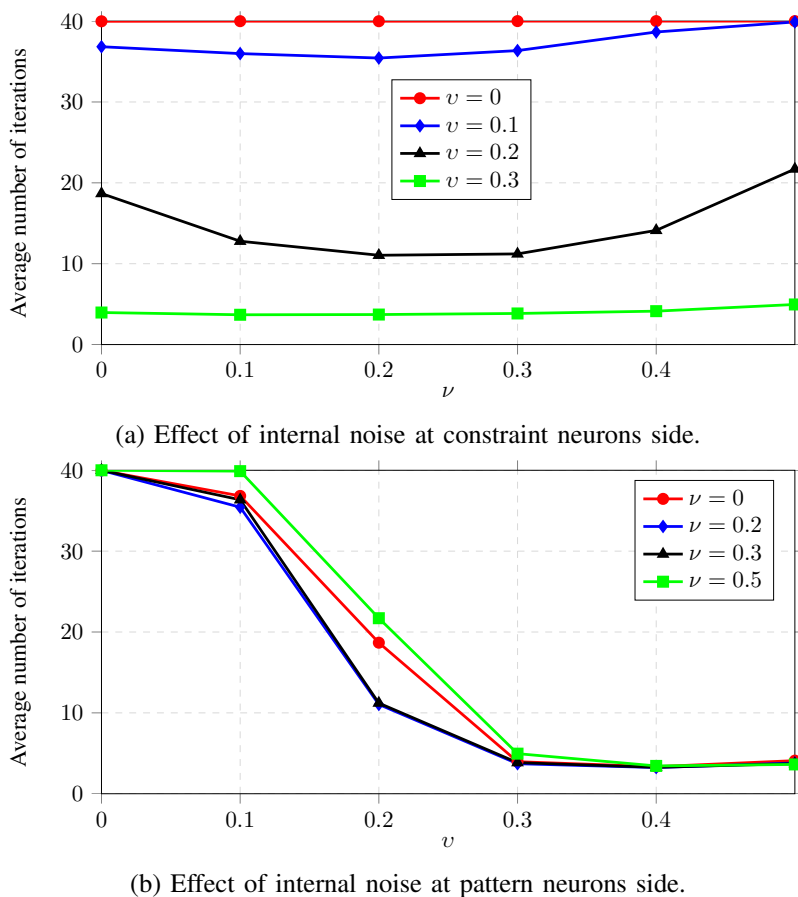 40
30
20
10
0
Average number of iterations
υ = 0
υ = 0.1
υ = 0.2
υ = 0.3
0 0.1 0.2 0.3 0.4
ν
(a) Effect of internal noise at constraint neurons side.
40
30
20
10
0
Average number of iterations
ν = 0
ν = 0.2
ν = 0.3
ν = 0.5
0 0.1 0.2 0.3 0.4
υ
(b) Effect of internal noise at pattern neurons side.